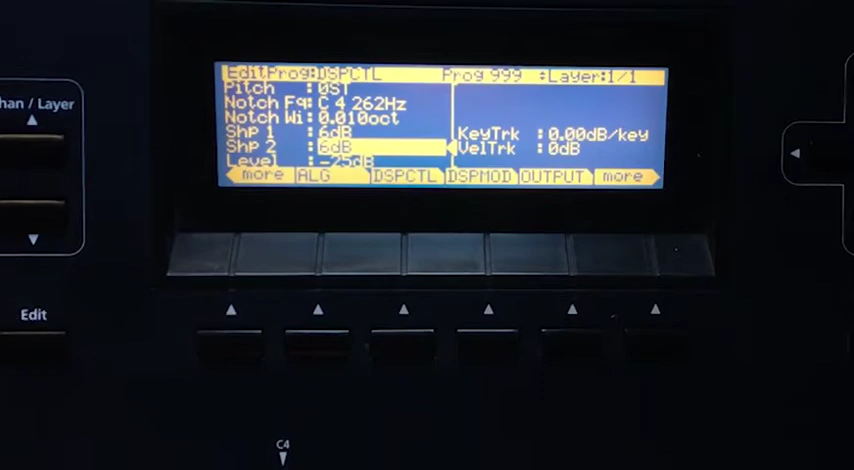 EditProg:DSPCTL Prog 999 Layer:1/1
Pitch :0ST
Notch Fq: C 4 262Hz
Notch Wi: 0.010oct
Shp 1 :6dB KeyTrk :0.00dB/key
Shp 2 :6dB VelTrk :0dB
Level :-25dB
more ALG DSPCTL DSPMOD OUTPUT more
han / Layer
Edit
C4